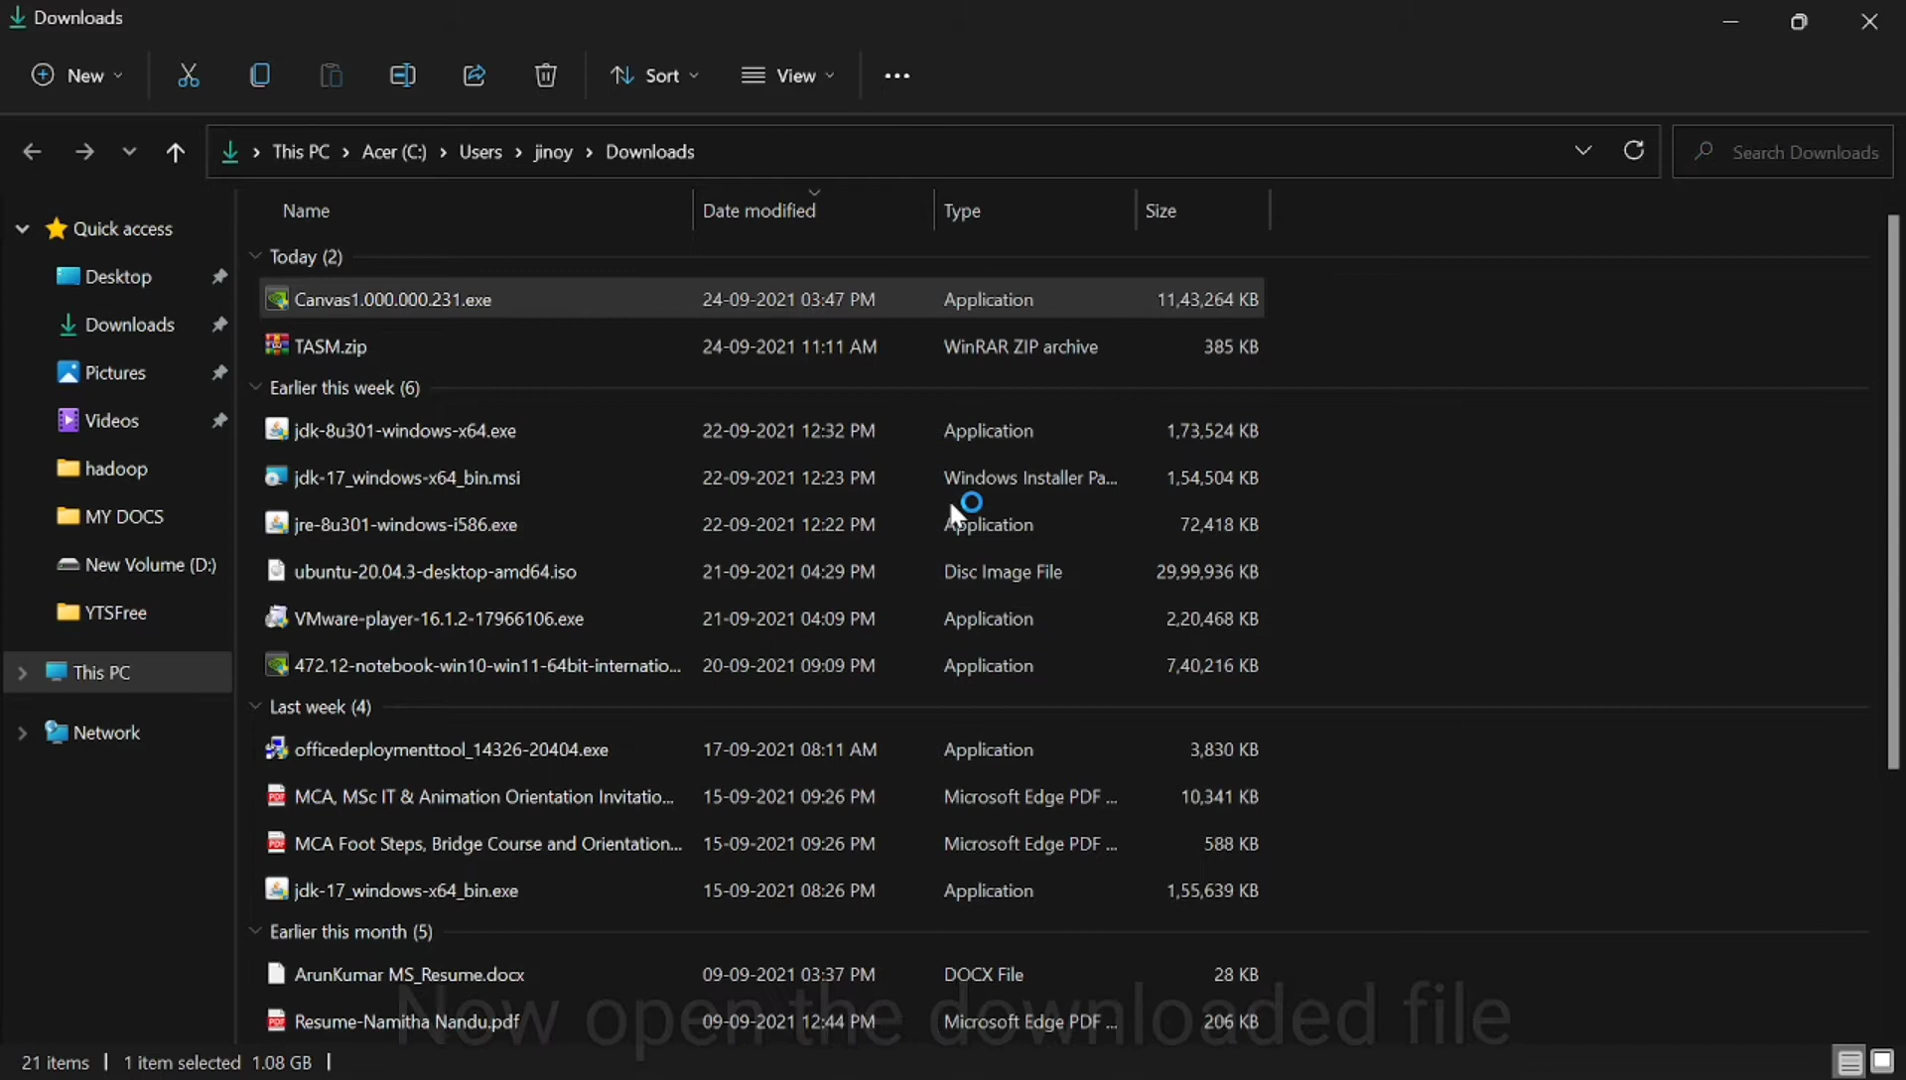 Downloads
New
Sort
View
This PC
Acer (C:)
Users
jinoy
Downloads
Search Downloads
Name
Date modified
Type
Size
Quick access
Desktop
Downloads
Pictures
Videos
hadoop
MY DOCS
New Volume (D:)
YTSFree
This PC
Network
Today (2)
Canvas1.000.000.231.exe 24-09-2021 03:47 PM Application 11,43,264 KB
TASM.zip 24-09-2021 11:11 AM WinRAR ZIP archive 385 KB
Earlier this week (6)
jdk-8u301-windows-x64.exe 22-09-2021 12:32 PM Application 1,73,524 KB
jdk-17_windows-x64_bin.msi 22-09-2021 12:23 PM Windows Installer Pa... 1,54,504 KB
jre-8u301-windows-i586.exe 22-09-2021 12:22 PM Application 72,418 KB
ubuntu-20.04.3-desktop-amd64.iso 21-09-2021 04:29 PM Disc Image File 29,99,936 KB
VMware-player-16.1.2-17966106.exe 21-09-2021 04:09 PM Application 2,20,468 KB
472.12-notebook-win10-win11-64bit-internatio... 20-09-2021 09:09 PM Application 7,40,216 KB
Last week (4)
officedeploymenttool_14326-20404.exe 17-09-2021 08:11 AM Application 3,830 KB
MCA, MSc IT & Animation Orientation Invitatio... 15-09-2021 09:26 PM Microsoft Edge PDF ... 10,341 KB
MCA Foot Steps, Bridge Course and Orientation... 15-09-2021 09:26 PM Microsoft Edge PDF ... 588 KB
jdk-17_windows-x64_bin.exe 15-09-2021 08:26 PM Application 1,55,639 KB
Earlier this month (5)
ArunKumar MS_Resume.docx 09-09-2021 03:37 PM DOCX File 28 KB
Resume-Namitha Nandu.pdf 09-09-2021 12:44 PM Microsoft Edge PDF ... 206 KB
Now open the downloaded file
21 items 1 item selected 1.08 GB